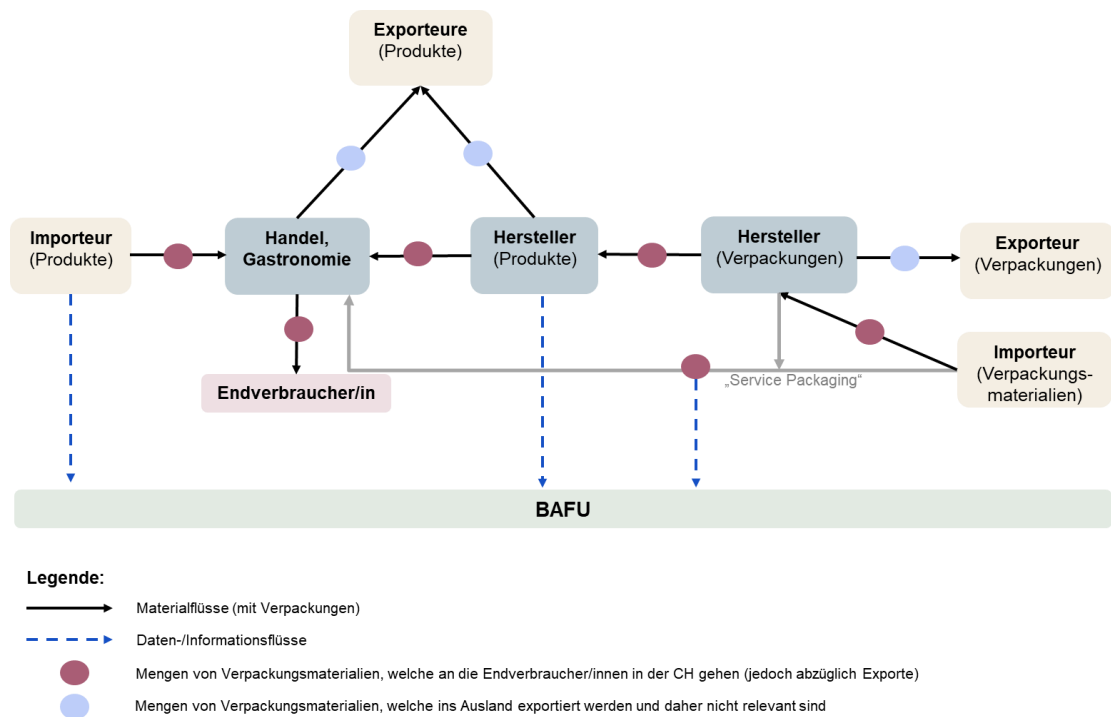 Exporteure
(Produkte)
Importeur
(Produkte)
Handel,
Gastronomie
Hersteller
(Produkte)
Hersteller
(Verpackungen)
Exporteur
(Verpackungen)
Importeur
(Verpackungs-
materialien)
„Service Packaging“
Endverbraucher/in
BAFU
Legende:
Materialflüsse (mit Verpackungen)
Daten-/Informationsflüsse
Mengen von Verpackungsmaterialien, welche an die Endverbraucher/innen in der CH gehen (jedoch abzüglich Exporte)
Mengen von Verpackungsmaterialien, welche ins Ausland exportiert werden und daher nicht relevant sind